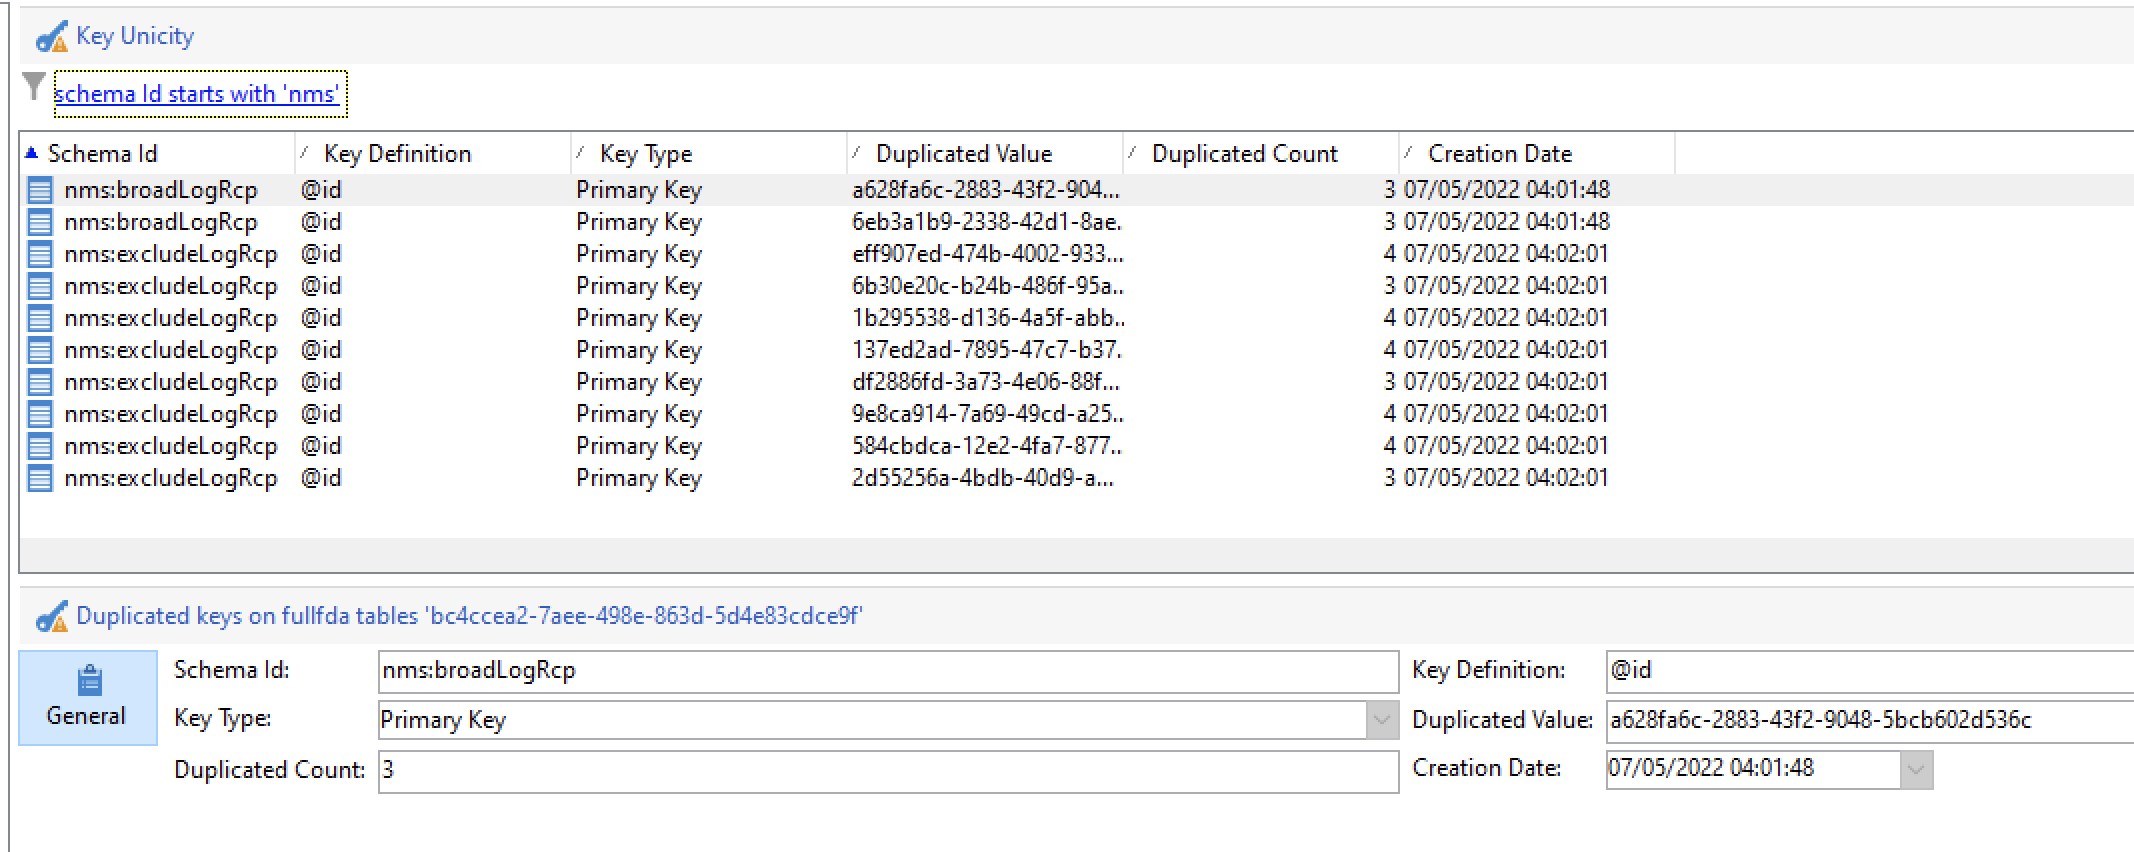 Key Unicity
schema Id starts with 'nms'
Schema Id Key Definition Key Type Duplicated Value Duplicated Count Creation Date
nms:broadLogRcp @id Primary Key a628fa6c-2883-43f2-904... 3 07/05/2022 04:01:48
nms:broadLogRcp @id Primary Key 6eb3a1b9-2338-42d1-8ae. 3 07/05/2022 04:01:48
nms:excludeLogRcp @id Primary Key eff907ed-474b-4002-933... 4 07/05/2022 04:02:01
nms:excludeLogRcp @id Primary Key 6b30e20c-b24b-486f-95a.. 3 07/05/2022 04:02:01
nms:excludeLogRcp @id Primary Key 1b295538-d136-4a5f-abb.. 4 07/05/2022 04:02:01
nms:excludeLogRcp @id Primary Key 137ed2ad-7895-47c7-b37. 4 07/05/2022 04:02:01
nms:excludeLogRcp @id Primary Key df2886fd-3a73-4e06-88f... 3 07/05/2022 04:02:01
nms:excludeLogRcp @id Primary Key 9e8ca914-7a69-49cd-a25.. 4 07/05/2022 04:02:01
nms:excludeLogRcp @id Primary Key 584cbdca-12e2-4fa7-877.. 4 07/05/2022 04:02:01
nms:excludeLogRcp @id Primary Key 2d55256a-4bdb-40d9-a... 3 07/05/2022 04:02:01
Duplicated keys on fullfda tables 'bc4ccea2-7aee-498e-863d-5d4e83cdce9f'
General
Schema Id: nms:broadLogRcp Key Definition: @id
Key Type: Primary Key Duplicated Value: a628fa6c-2883-43f2-9048-5bcb602d536c
Duplicated Count: 3 Creation Date: 07/05/2022 04:01:48